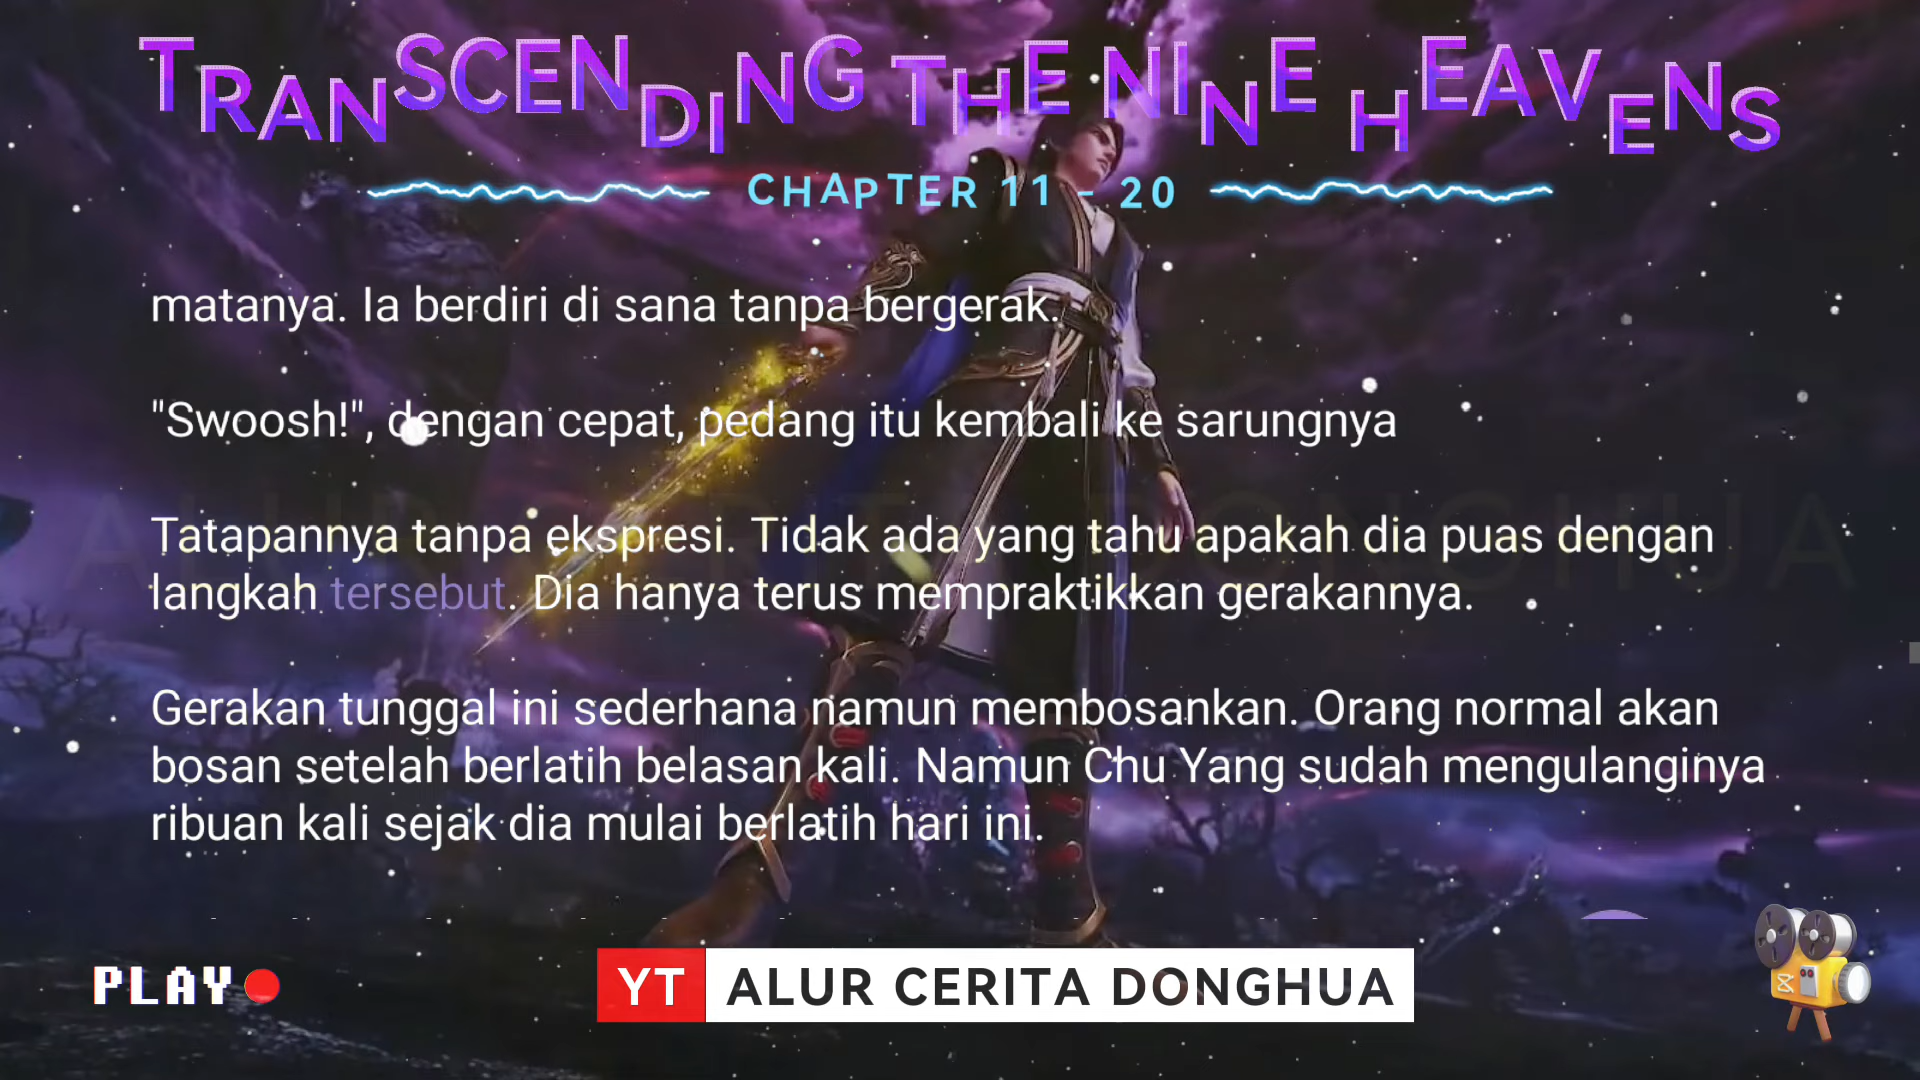 TRANSCENDING THE NINE HEAVENS
CHAPTER 11 - 20
matanya. Ia berdiri di sana tanpa bergerak.
"Swoosh!", dengan cepat, pedang itu kembali ke sarungnya
Tatapannya tanpa ekspresi. Tidak ada yang tahu apakah dia puas dengan
langkah tersebut. Dia hanya terus mempraktikkan gerakannya.
Gerakan tunggal ini sederhana namun membosankan. Orang normal akan
bosan setelah berlatih belasan kali. Namun Chu Yang sudah mengulanginya
ribuan kali sejak dia mulai berlatih hari ini.
ALUR CERITA DONGHUA
PLAY
YT ALUR CERITA DONGHUA